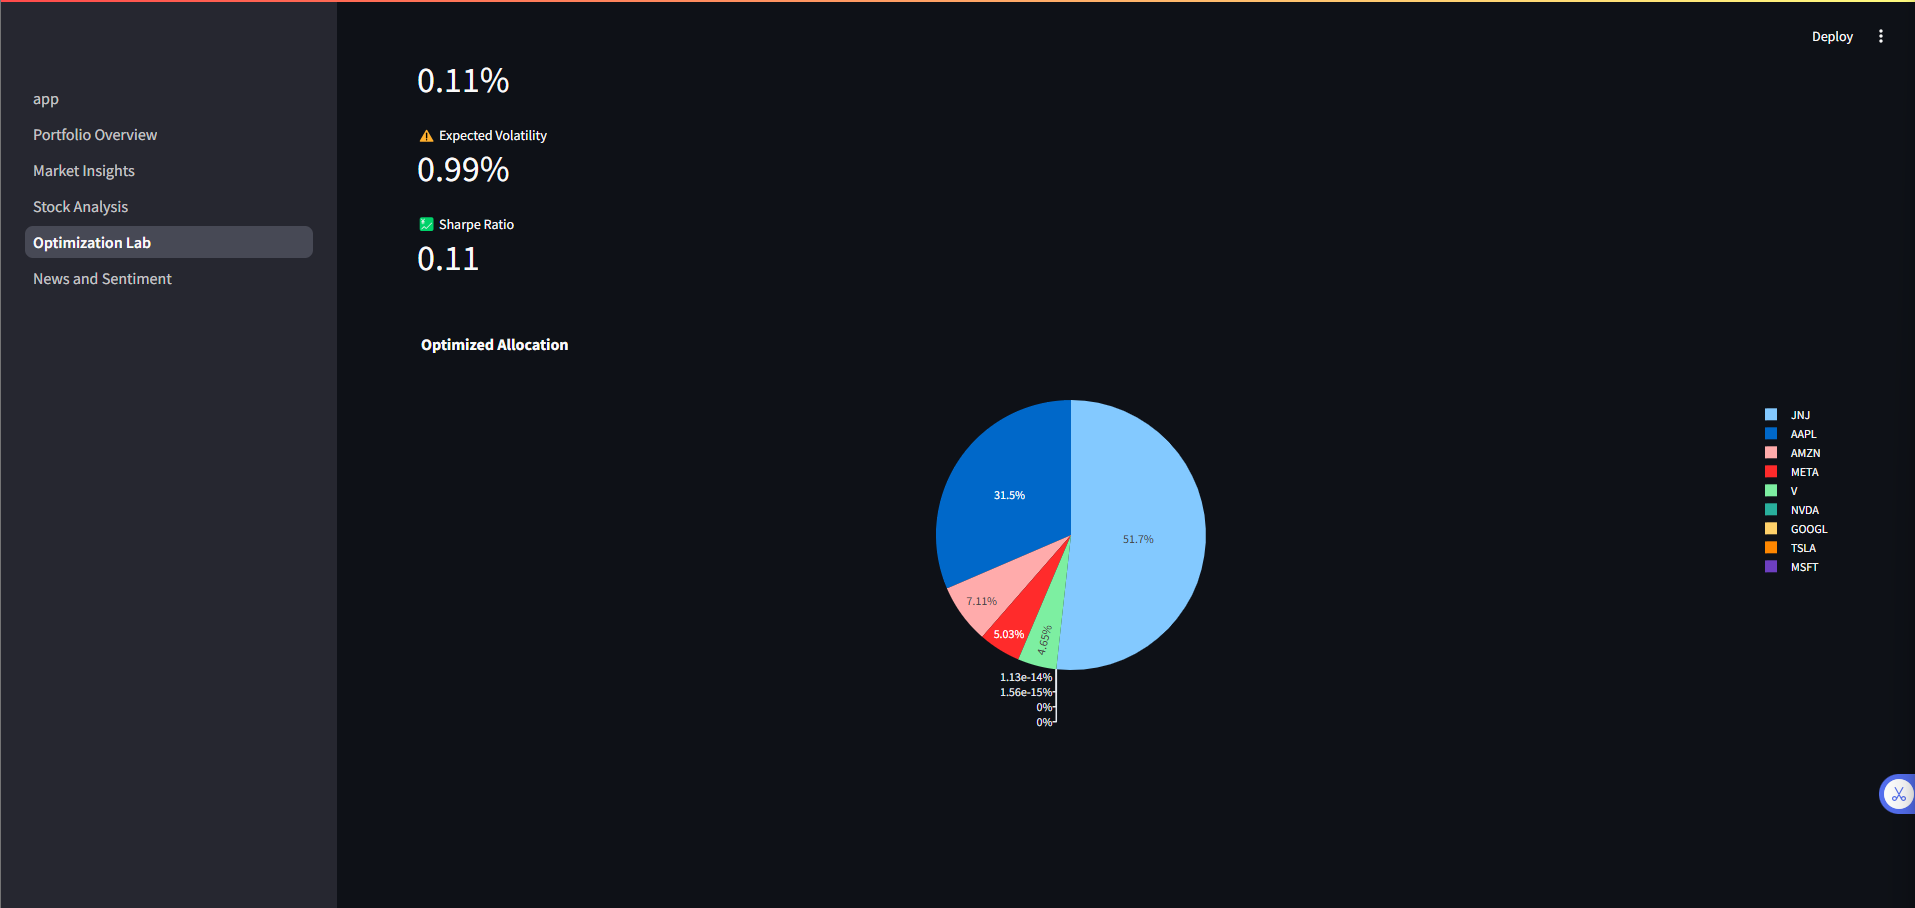 Deploy
app
Portfolio Overview
Market Insights
Stock Analysis
Optimization Lab
News and Sentiment
0.11%
Expected Volatility
0.99%
Sharpe Ratio
0.11
Optimized Allocation
31.5%
51.7%
7.11%
5.03%
4.65%
1.13e-14%
1.56e-15%
0%
0%
JNJ
AAPL
AMZN
META
V
NVDA
GOOGL
TSLA
MSFT